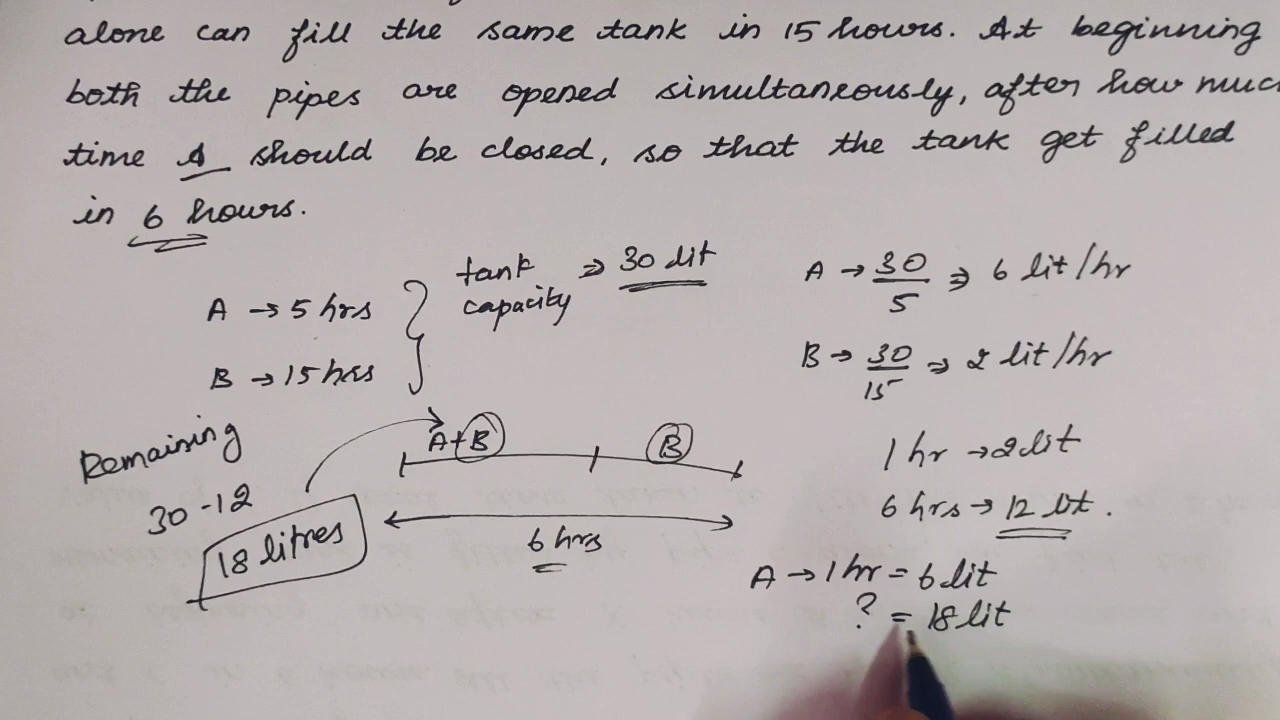 alone can fill the same tank in 15 hours. At beginning
both the pipes are opened simultaneously, after how muc
time A should be closed, so that the tank get filled
in 6 hours.
A → 5 hrs
B → 15 hrs
tank capacity ⇒ 30 lit
A → 30/5 ⇒ 6 lit/hr
B → 30/15 ⇒ 2 lit/hr
Remaining
30 - 12
18 litres
A+B B
6 hrs
1 hr → 2 lit
6 hrs → 12 lit.
A → 1 hr = 6 lit
? = 18 lit